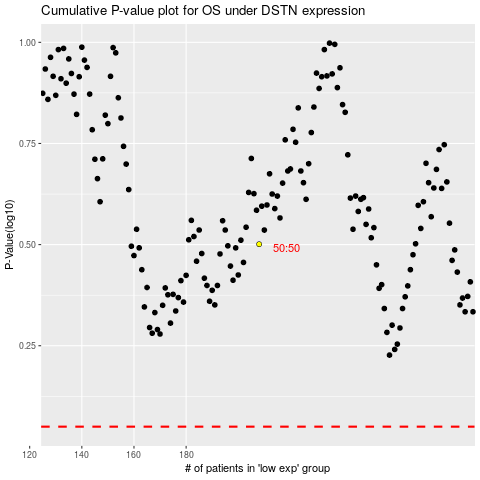 Cumulative P-value plot for OS under DSTN expression
P-Value(log10)
1.00
0.75
0.50
0.25
50:50
120 140 160 180
# of patients in 'low exp' group